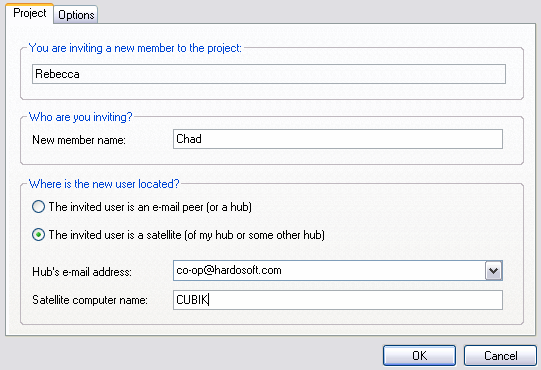 Project Options
You are inviting a new member to the project:
Rebecca
Who are you inviting?
New member name: Chad
Where is the new user located?
The invited user is an e-mail peer (or a hub)
The invited user is a satellite (of my hub or some other hub)
Hub's e-mail address: co-op@hardosoft.com
Satellite computer name: CUBIK
OK Cancel